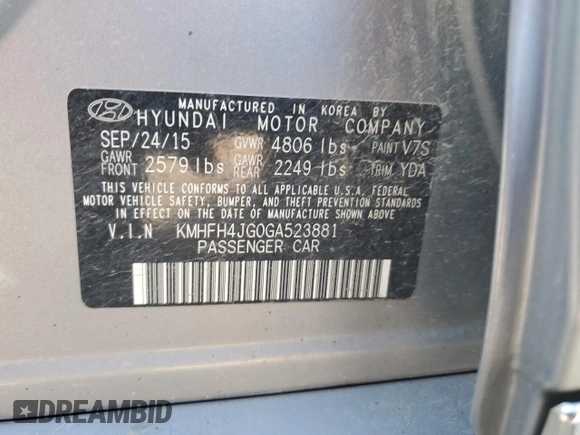 MANUFACTURED IN KOREA BY
HYUNDAI MOTOR COMPANY
SEP/24/15 GVWR 4806 lbs PAINT V7S
GAWR FRONT 2579 lbs GAWR REAR 2249 lbs TRIM YDA
THIS VEHICLE CONFORMS TO ALL APPLICABLE U.S.A. FEDERAL
MOTOR VEHICLE SAFETY, BUMPER, AND THEFT PREVENTION
STANDARDS IN EFFECT ON THE DATE OF MANUFACTURE SHOWN ABOVE.
V.I.N KMHFH4JG0GA523881
PASSENGER CAR
DREAMBID